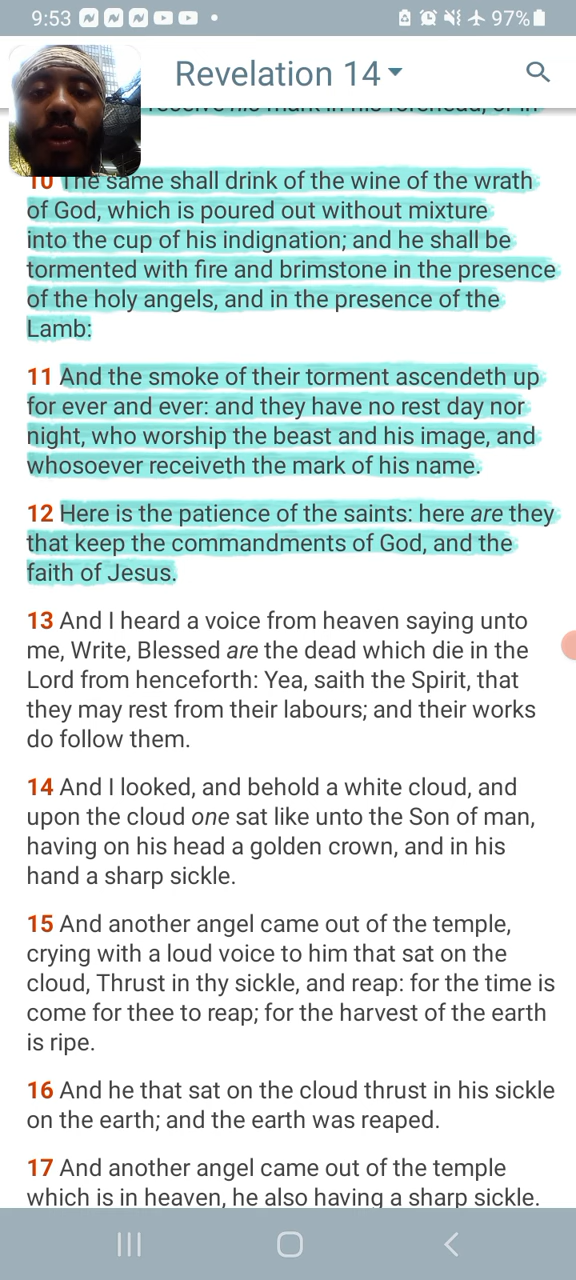 9:53
97%
Revelation 14
receive his mark in his forehead, or in
10 The same shall drink of the wine of the wrath
of God, which is poured out without mixture
into the cup of his indignation; and he shall be
tormented with fire and brimstone in the presence
of the holy angels, and in the presence of the
Lamb:
11 And the smoke of their torment ascendeth up
for ever and ever: and they have no rest day nor
night, who worship the beast and his image, and
whosoever receiveth the mark of his name.
12 Here is the patience of the saints: here are they
that keep the commandments of God, and the
faith of Jesus.
13 And I heard a voice from heaven saying unto
me, Write, Blessed are the dead which die in the
Lord from henceforth: Yea, saith the Spirit, that
they may rest from their labours; and their works
do follow them.
14 And I looked, and behold a white cloud, and
upon the cloud one sat like unto the Son of man,
having on his head a golden crown, and in his
hand a sharp sickle.
15 And another angel came out of the temple,
crying with a loud voice to him that sat on the
cloud, Thrust in thy sickle, and reap: for the time is
come for thee to reap; for the harvest of the earth
is ripe.
16 And he that sat on the cloud thrust in his sickle
on the earth; and the earth was reaped.
17 And another angel came out of the temple
which is in heaven, he also having a sharp sickle.